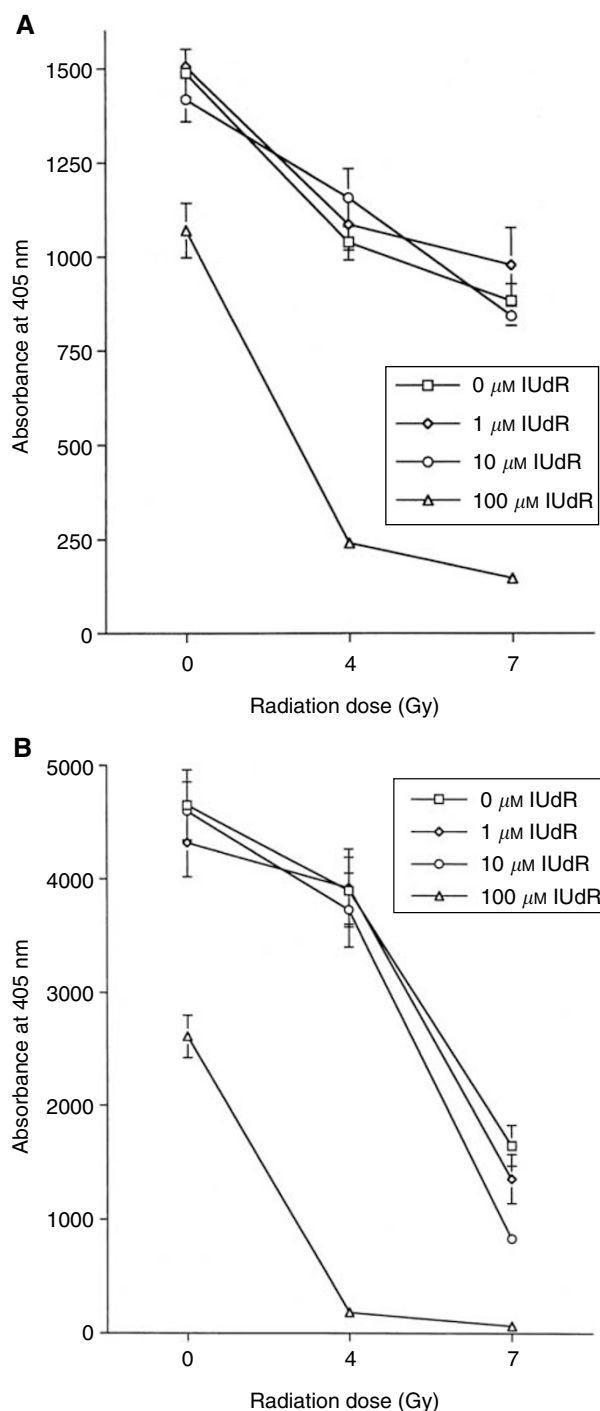 A
1500
1250
1000
750
500
250
0
Absorbance at 405 nm
0 μM IUdR
1 μM IUdR
10 μM IUdR
100 μM IUdR
0 4 7
Radiation dose (Gy)
B
5000
4000
3000
2000
1000
0
Absorbance at 405 nm
0 μM IUdR
1 μM IUdR
10 μM IUdR
100 μM IUdR
0 4 7
Radiation dose (Gy)